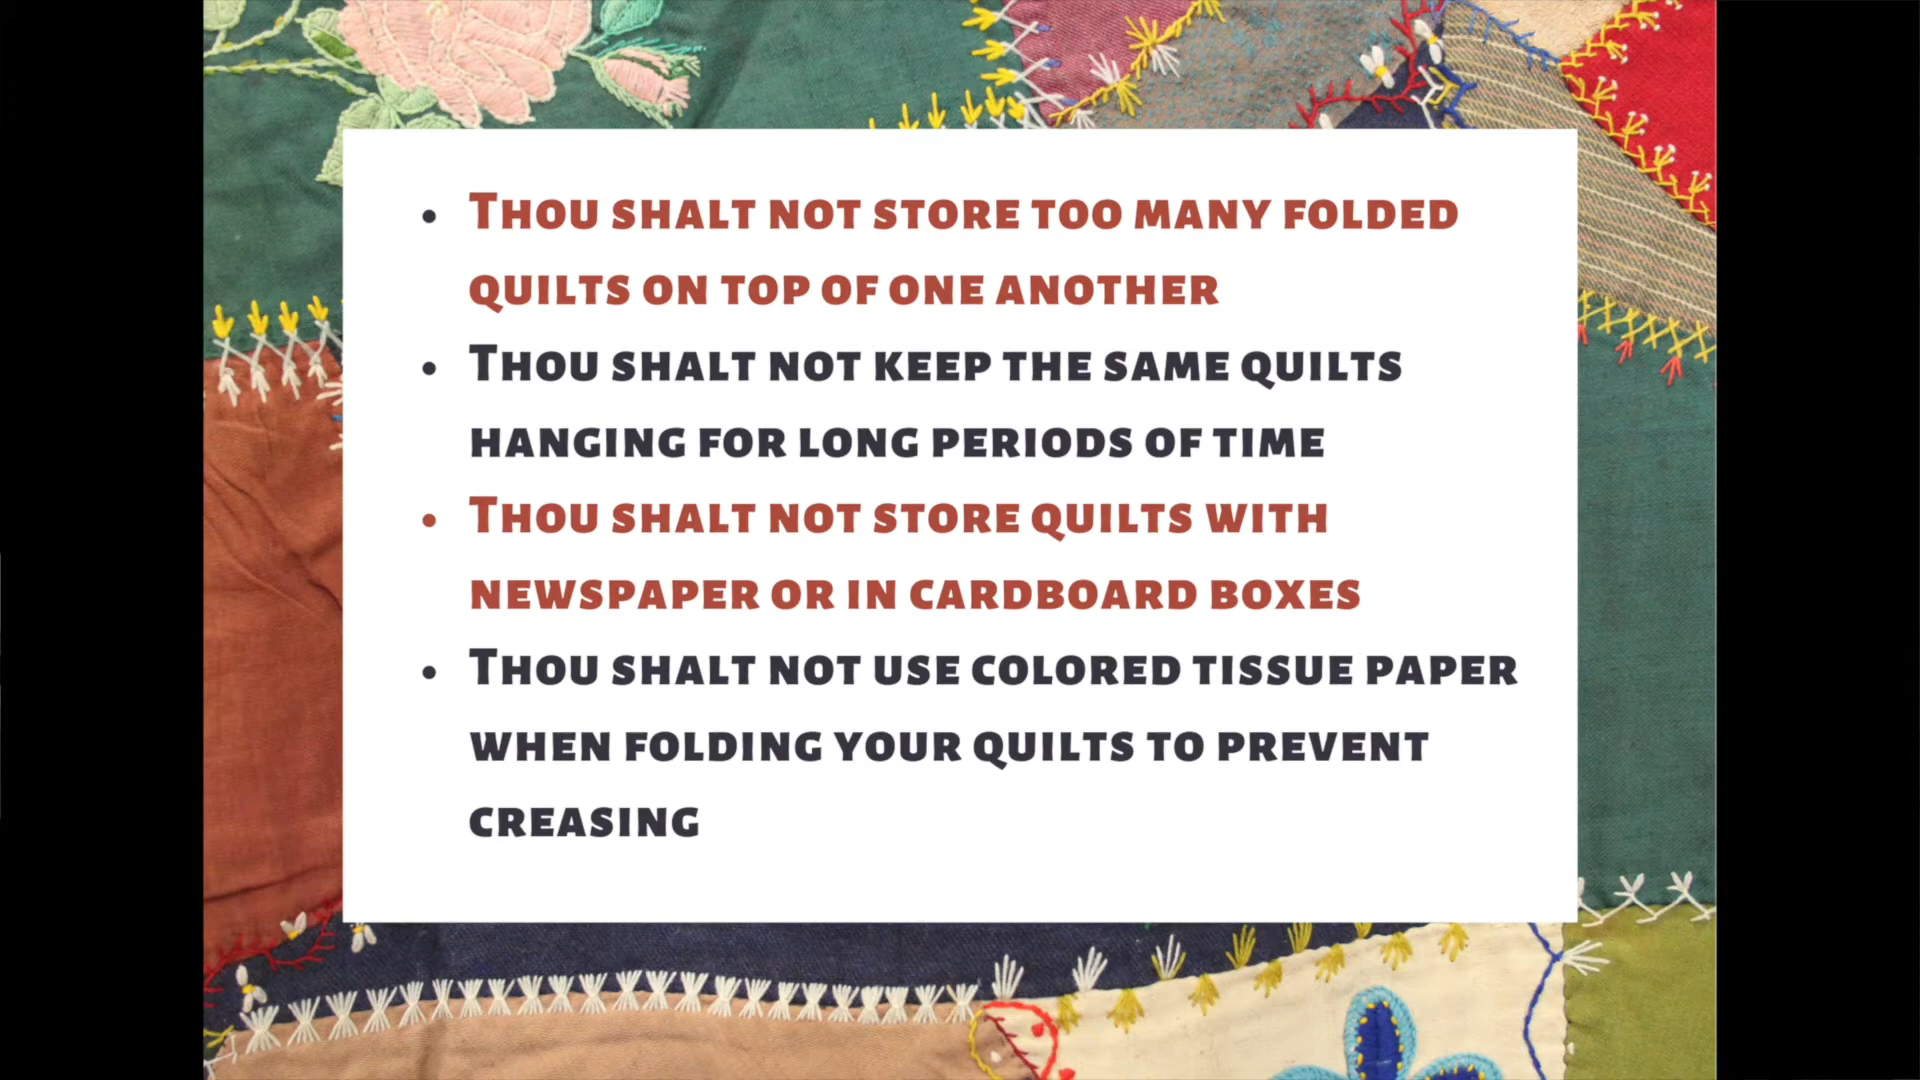 • Thou shalt not store too many folded
quilts on top of one another
• Thou shalt not keep the same quilts
hanging for long periods of time
• Thou shalt not store quilts with
newspaper or in cardboard boxes
• Thou shalt not use colored tissue paper
when folding your quilts to prevent
creasing